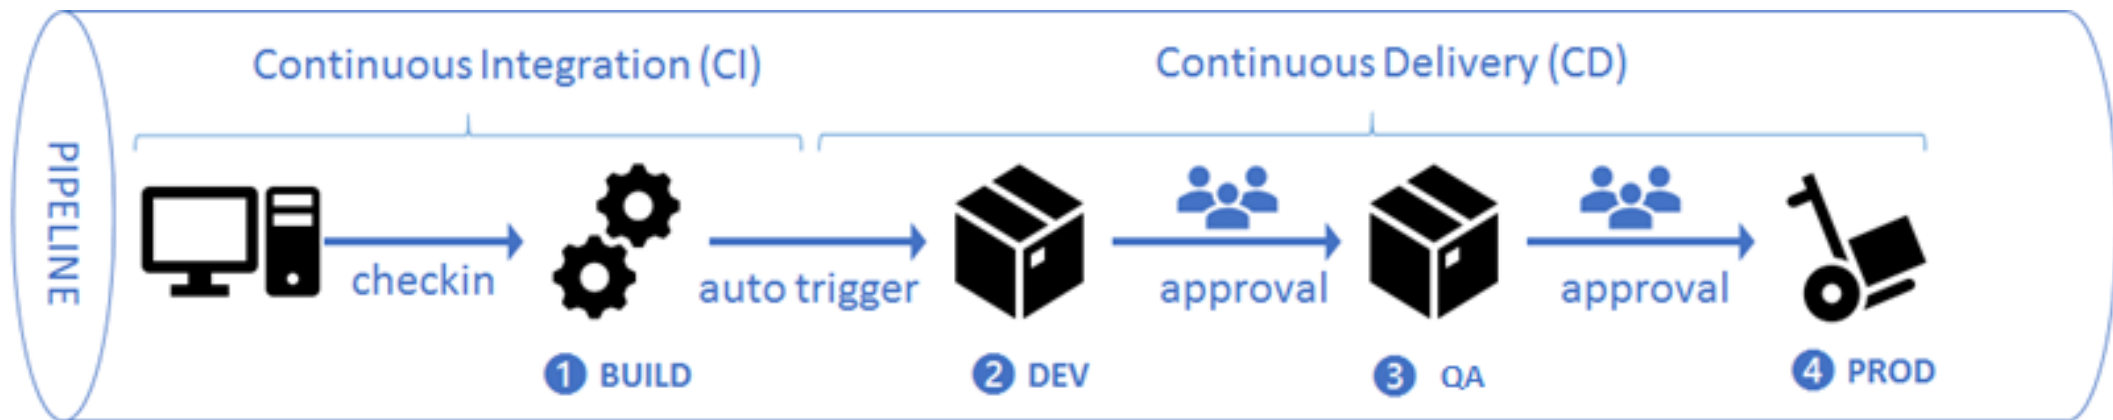 Continuous Integration (CI)
Continuous Delivery (CD)
PIPELINE
checkin
auto trigger
approval
approval
1 BUILD
2 DEV
3 QA
4 PROD